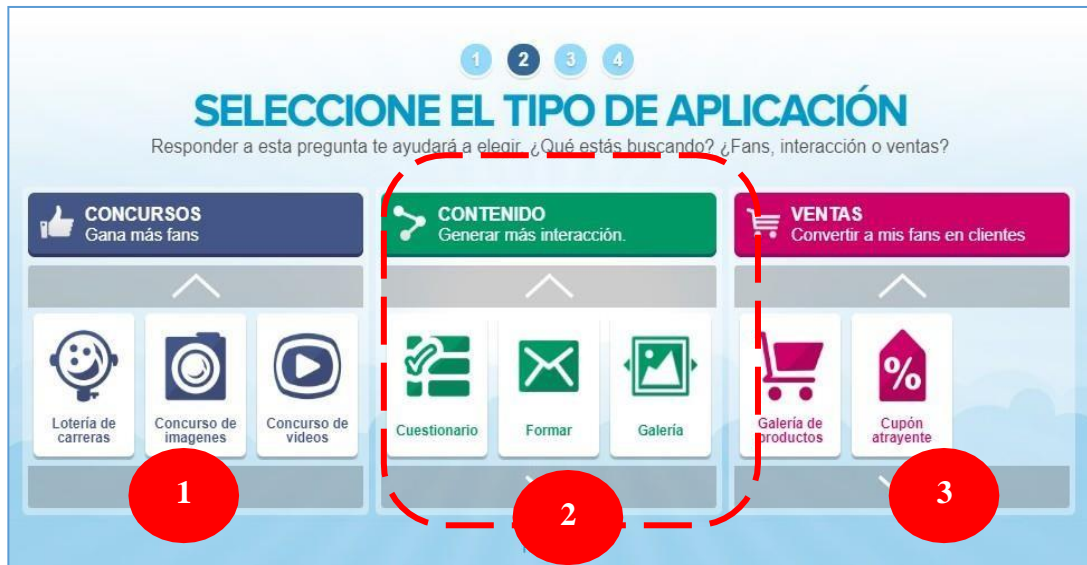 1 2 3 4
SELECCIONE EL TIPO DE APLICACIÓN
Responder a esta pregunta te ayudará a elegir. ¿Qué estás buscando? ¿Fans, interacción o ventas?
CONCURSOS
Gana más fans
CONTENIDO
Generar más interacción.
VENTAS
Convertir a mis fans en clientes
Lotería de
carreras
Concurso de
imagenes
Concurso de
videos
Cuestionario
Formar
Galería
Galería de
productos
Cupón
atrayente
%
1
2
3